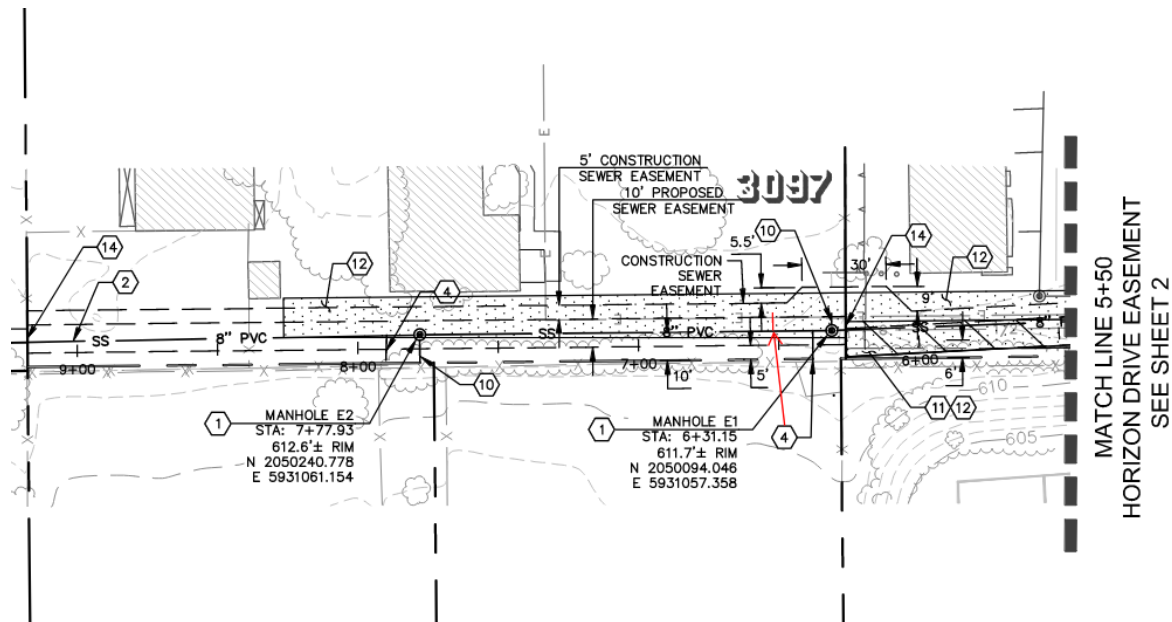 E
5' CONSTRUCTION
SEWER EASEMENT
10' PROPOSED
SEWER EASEMENT
3097
E
14
2
12
4
5.5'
10
CONSTRUCTION
SEWER
EASEMENT
30'
14
12
9'
SS
8" PVC
SS
8" PVC
SS
8"
9+00
8+00
7+00
6+00
10
10'
5'
6'
1
MANHOLE E2
STA: 7+77.93
612.6'± RIM
N 2050240.778
E 5931061.154
1
MANHOLE E1
STA: 6+31.15
611.7'± RIM
N 2050094.046
E 5931057.358
4
11
12
610
605
MATCH LINE 5+50
HORIZON DRIVE EASEMENT
SEE SHEET 2